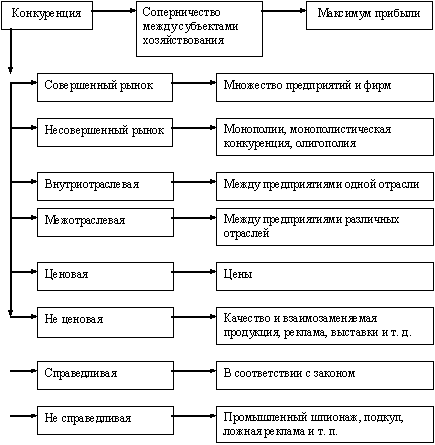 Конкуренция
Соперничество
между субъектами
хозяйствования
Максимум прибыли
Совершенный рынок
Множество предприятий и фирм
Несовершенный рынок
Монополии, монополистическая
конкуренция, олигополия
Внутриотраслевая
Между предприятиями одной отрасли
Межотраслевая
Между предприятиями различных
отраслей
Ценовая
Цены
Не ценовая
Качество и взаимозаменяемая
продукция, реклама, выставки и т. д.
Справедливая
В соответствии с законом
Не справедливая
Промышленный шпионаж, подкуп,
ложная реклама и т. п.